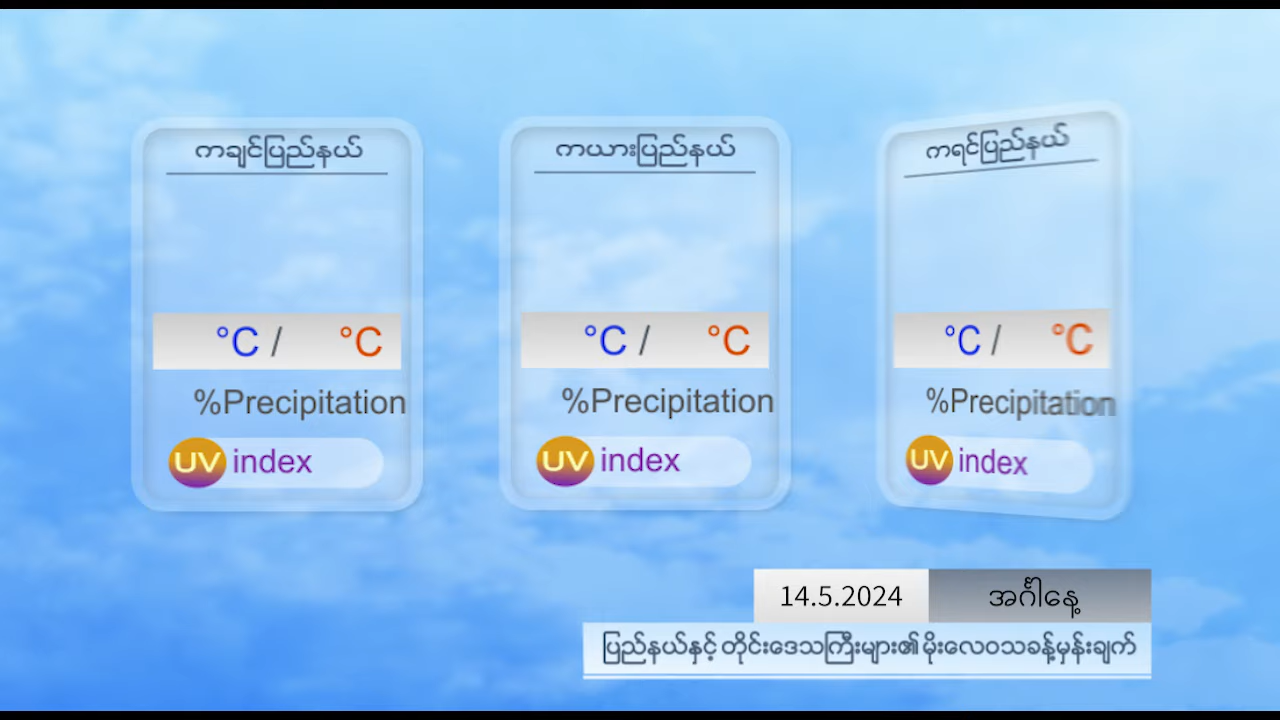 ကချင်ပြည်နယ်
°C / °C
%Precipitation
UV index
ကယားပြည်နယ်
°C / °C
%Precipitation
UV index
ကရင်ပြည်နယ်
°C / °C
%Precipitation
UV index
14.5.2024 အင်္ဂါနေ့
ပြည်နယ်နှင့် တိုင်းဒေသကြီးများ၏ မိုးလေဝသခန့်မှန်းချက်